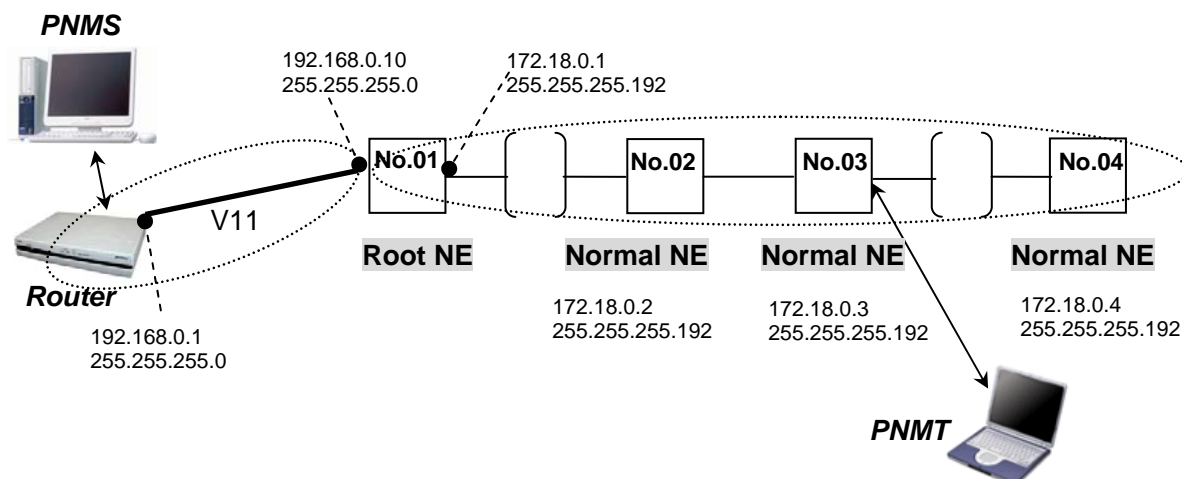 PNMS
192.168.0.10
255.255.255.0
172.18.0.1
255.255.255.192
No.01
No.02
No.03
No.04
V11
Router
Root NE
Normal NE
Normal NE
Normal NE
192.168.0.1
255.255.255.0
172.18.0.2
255.255.255.192
172.18.0.3
255.255.255.192
172.18.0.4
255.255.255.192
PNMT